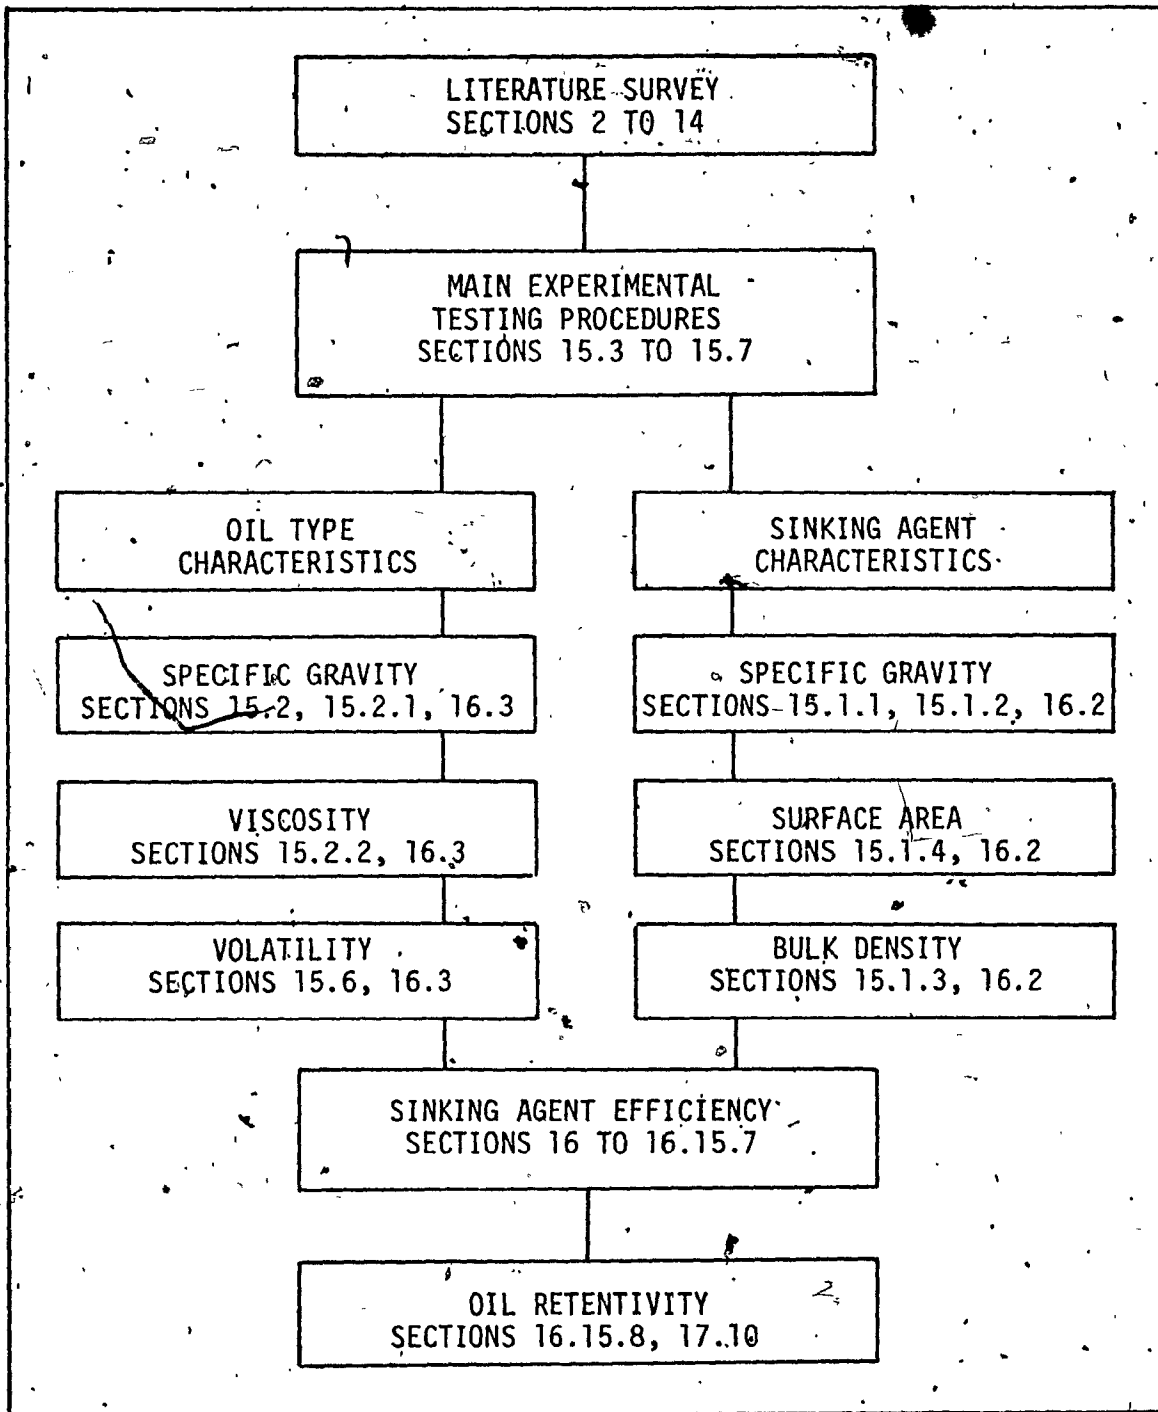 LITERATURE SURVEY
SECTIONS 2 TO 14
MAIN EXPERIMENTAL
TESTING PROCEDURES
SECTIONS 15.3 TO 15.7
OIL TYPE
CHARACTERISTICS
SINKING AGENT
CHARACTERISTICS
SPECIFIC GRAVITY
SECTIONS 15.2, 15.2.1, 16.3
SPECIFIC GRAVITY
SECTIONS 15.1.1, 15.1.2, 16.2
VISCOSITY
SECTIONS 15.2.2, 16.3
SURFACE AREA
SECTIONS 15.1.4, 16.2
VOLATILITY
SECTIONS 15.6, 16.3
BULK DENSITY
SECTIONS 15.1.3, 16.2
SINKING AGENT EFFICIENCY
SECTIONS 16 TO 16.15.7
OIL RETENTIVITY
SECTIONS 16.15.8, 17.10